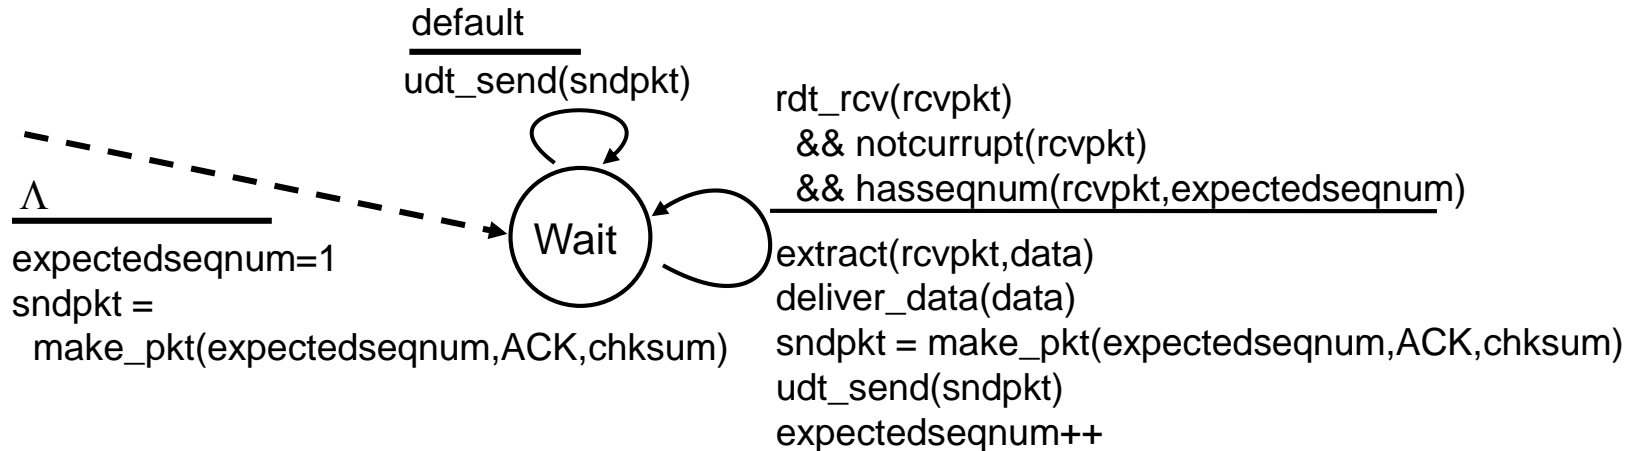 default
udt_send(sndpkt)
rdt_rcv(rcvpkt)
&& notcurrupt(rcvpkt)
&& hasseqnum(rcvpkt,expectedseqnum)
Λ
expectedseqnum=1
sndpkt =
make_pkt(expectedseqnum,ACK,chksum)
Wait
extract(rcvpkt,data)
deliver_data(data)
sndpkt = make_pkt(expectedseqnum,ACK,chksum)
udt_send(sndpkt)
expectedseqnum++